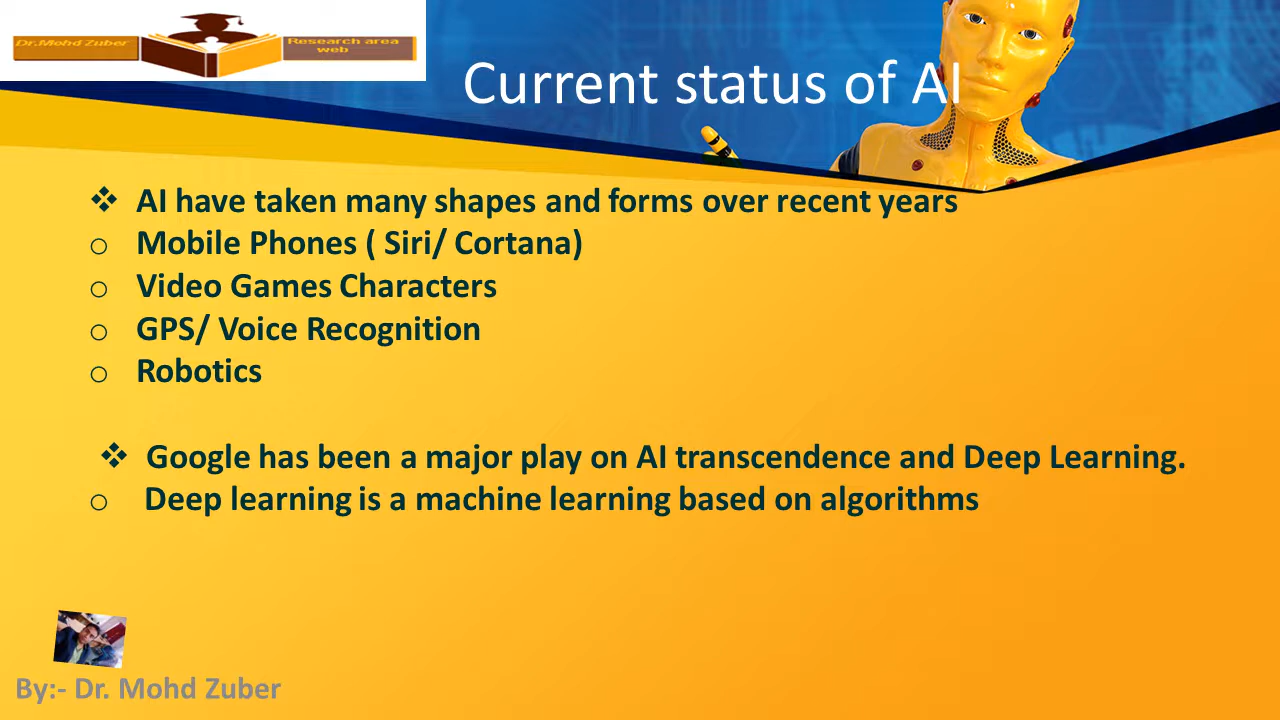 Dr.Mohd Zuber
Research area
web
Current status of AI
❖ AI have taken many shapes and forms over recent years
o Mobile Phones ( Siri/ Cortana)
o Video Games Characters
o GPS/ Voice Recognition
o Robotics
❖ Google has been a major play on AI transcendence and Deep Learning.
o Deep learning is a machine learning based on algorithms
By:- Dr. Mohd Zuber